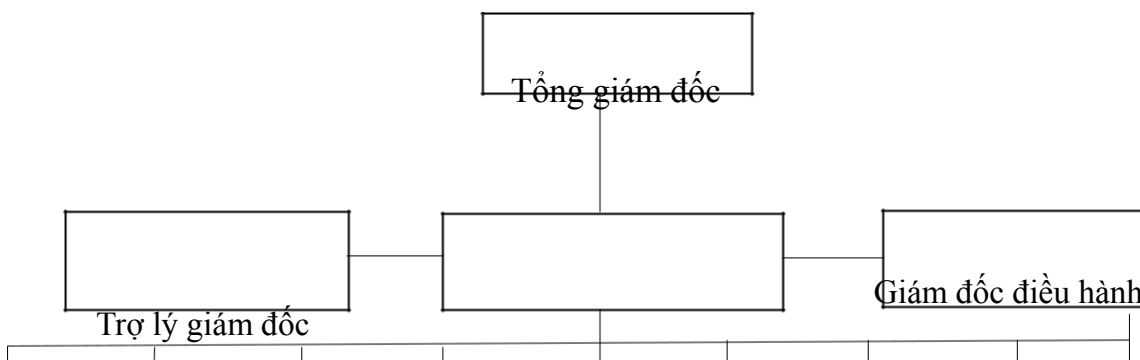 Tổng giám đốc
Giám đốc điều hành
Trợ lý giám đốc